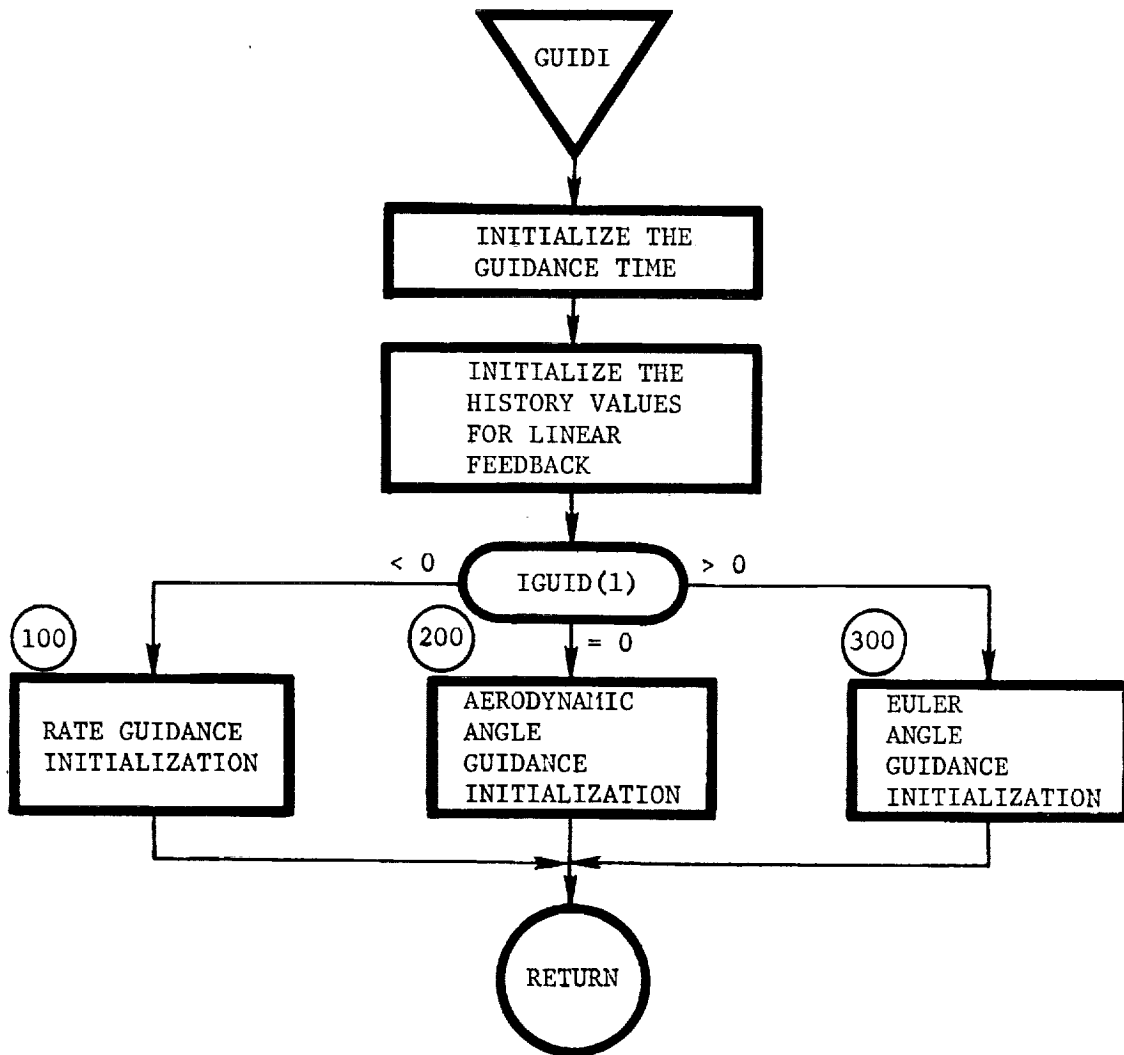 GUIDI
INITIALIZE THE
GUIDANCE TIME
INITIALIZE THE
HISTORY VALUES
FOR LINEAR
FEEDBACK
< 0
IGUID(1)
> 0
100
200
= 0
300
RATE GUIDANCE
INITIALIZATION
AERODYNAMIC
ANGLE
GUIDANCE
INITIALIZATION
EULER
ANGLE
GUIDANCE
INITIALIZATION
RETURN